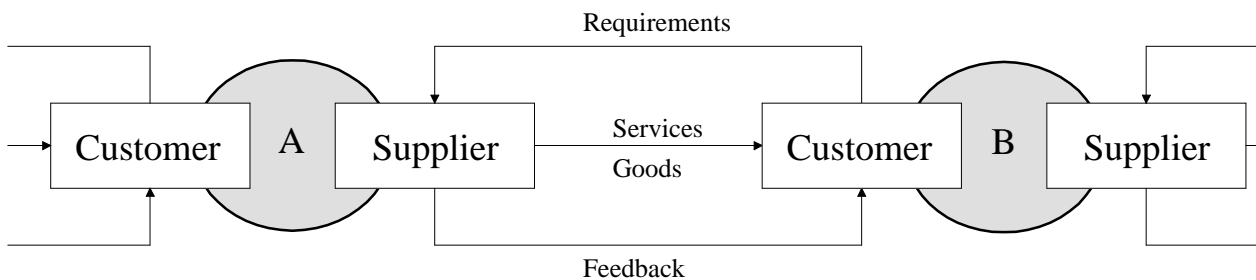 Requirements
Customer
A
Supplier
Services
Goods
Customer
B
Supplier
Feedback